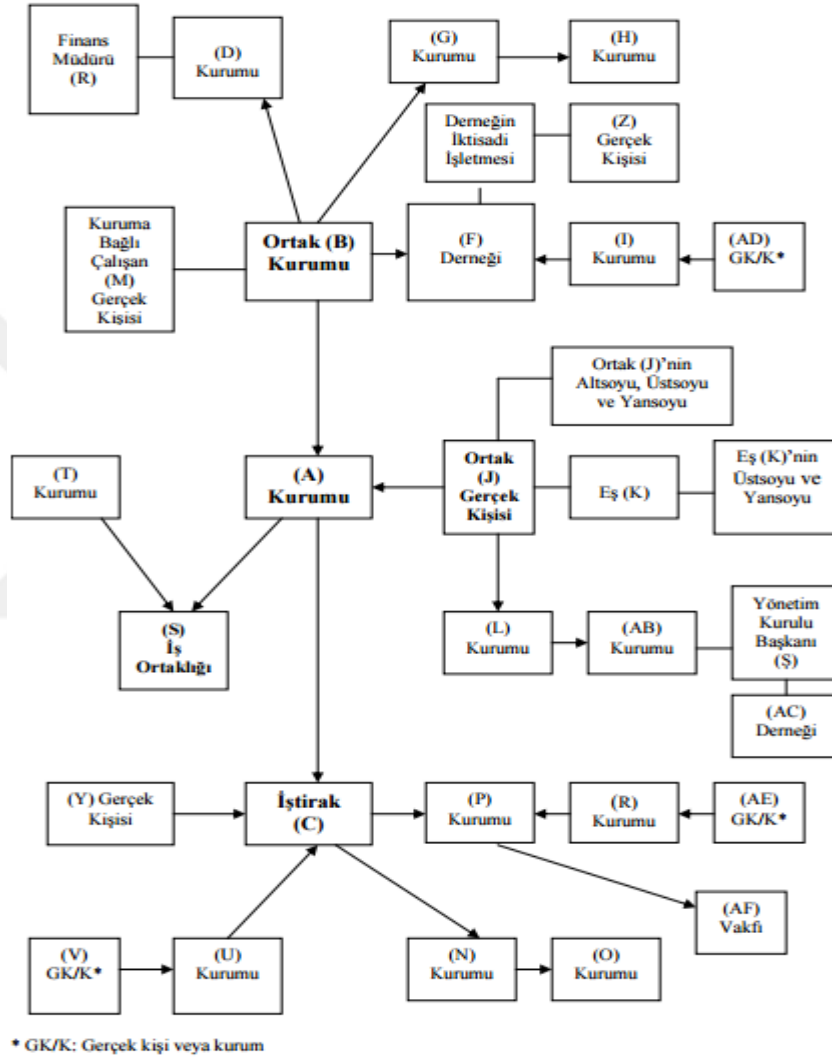 Finans
Müdürü
(R)
(D)
Kurumu
(G)
Kurumu
(H)
Kurumu
Derneğin
İktisadi
İşletmesi
(Z)
Gerçek
Kişisi
Kuruma
Bağlı
Çalışan
(M)
Gerçek
Kişisi
Ortak (B)
Kurumu
(F)
Derneği
(I)
Kurumu
(AD)
GK/K*
Ortak (J)'nin
Altsoyu, Üstsoyu
ve Yansoyu
(T)
Kurumu
(A)
Kurumu
Ortak
(J)
Gerçek
Kişisi
Eş (K)
Eş (K)'nin
Üstsoyu ve
Yansoyu
(S)
İş
Ortaklığı
(L)
Kurumu
(AB)
Kurumu
Yönetim
Kurulu
Başkanı
(Ş)
(AC)
Derneği
(Y) Gerçek
Kişisi
İştirak
(C)
(P)
Kurumu
(R)
Kurumu
(AE)
GK/K*
(AF)
Vakfı
(V)
GK/K*
(U)
Kurumu
(N)
Kurumu
(O)
Kurumu
* GK/K: Gerçek kişi veya kurum